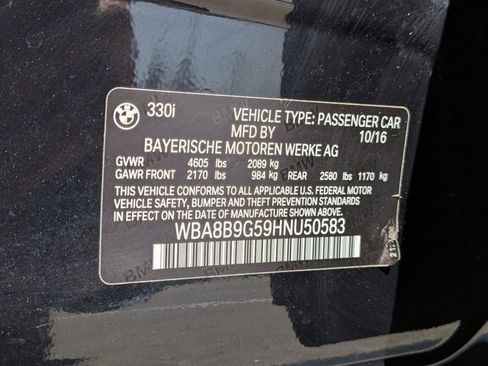 330i VEHICLE TYPE: PASSENGER CAR
MFD BY 10/16
BAYERISCHE MOTOREN WERKE AG
GVWR 4605 lbs 2089 kg
GAWR FRONT 2170 lbs 984 kg REAR 2580 lbs 1170 kg
THIS VEHICLE CONFORMS TO ALL APPLICABLE FEDERAL MOTOR
VEHICLE SAFETY, BUMPER AND THEFT PREVENTION STANDARDS
IN EFFECT ON THE DATE OF MANUFACTURE SHOWN ABOVE.
WBA8B9G59HNU50583